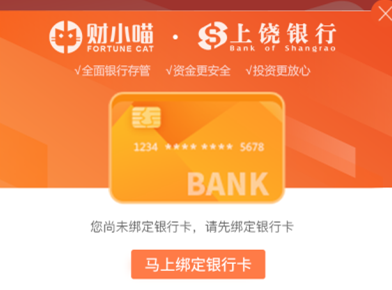 财小喵 · 上饶银行
FORTUNE CAT Bank of Shangrao
√全面银行存管 √资金更安全 √投资更放心
1234 **** **** 5678
BANK
您尚未绑定银行卡，请先绑定银行卡
马上绑定银行卡